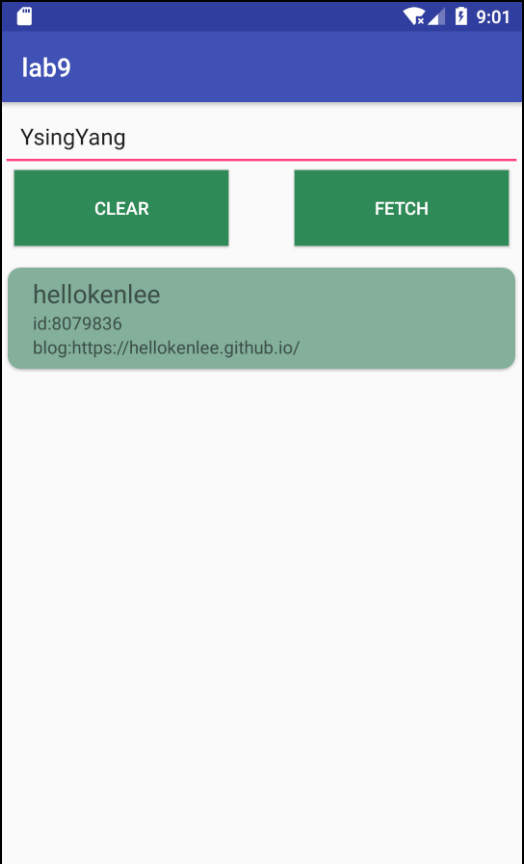 9:01
lab9
YsingYang
CLEAR
FETCH
hellokenlee
id:8079836
blog:https://hellokenlee.github.io/